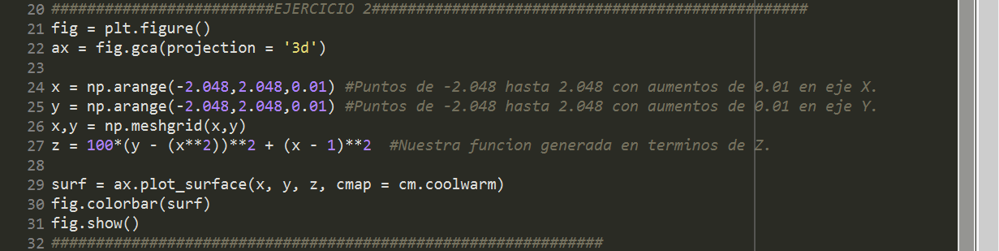 20 #########################EJERCICIO 2#################################################
21 fig = plt.figure()
22 ax = fig.gca(projection = '3d')
23
24 x = np.arange(-2.048,2.048,0.01) #Puntos de -2.048 hasta 2.048 con aumentos de 0.01 en eje X.
25 y = np.arange(-2.048,2.048,0.01) #Puntos de -2.048 hasta 2.048 con aumentos de 0.01 en eje Y.
26 x,y = np.meshgrid(x,y)
27 z = 100*(y - (x**2))**2 + (x - 1)**2  #Nuestra funcion generada en terminos de Z.
28
29 surf = ax.plot_surface(x, y, z, cmap = cm.coolwarm)
30 fig.colorbar(surf)
31 fig.show()
32 ##############################################################